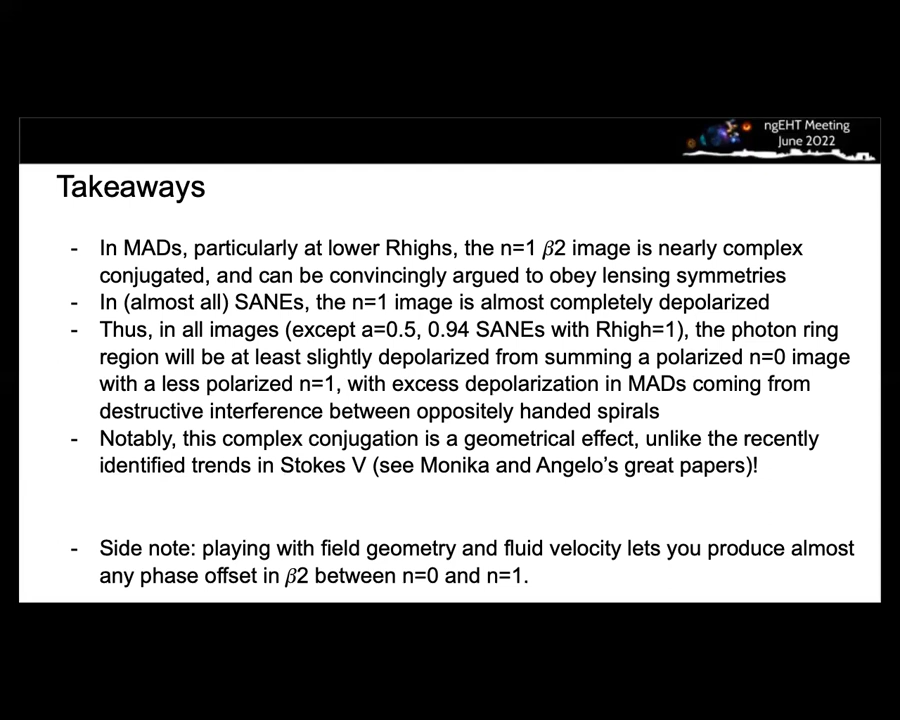 ngEHT Meeting
June 2022
Takeaways
- In MADs, particularly at lower Rhighs, the n=1 β2 image is nearly complex
conjugated, and can be convincingly argued to obey lensing symmetries
- In (almost all) SANEs, the n=1 image is almost completely depolarized
- Thus, in all images (except a=0.5, 0.94 SANEs with Rhigh=1), the photon ring
region will be at least slightly depolarized from summing a polarized n=0 image
with a less polarized n=1, with excess depolarization in MADs coming from
destructive interference between oppositely handed spirals
- Notably, this complex conjugation is a geometrical effect, unlike the recently
identified trends in Stokes V (see Monika and Angelo's great papers)!
- Side note: playing with field geometry and fluid velocity lets you produce almost
any phase offset in β2 between n=0 and n=1.